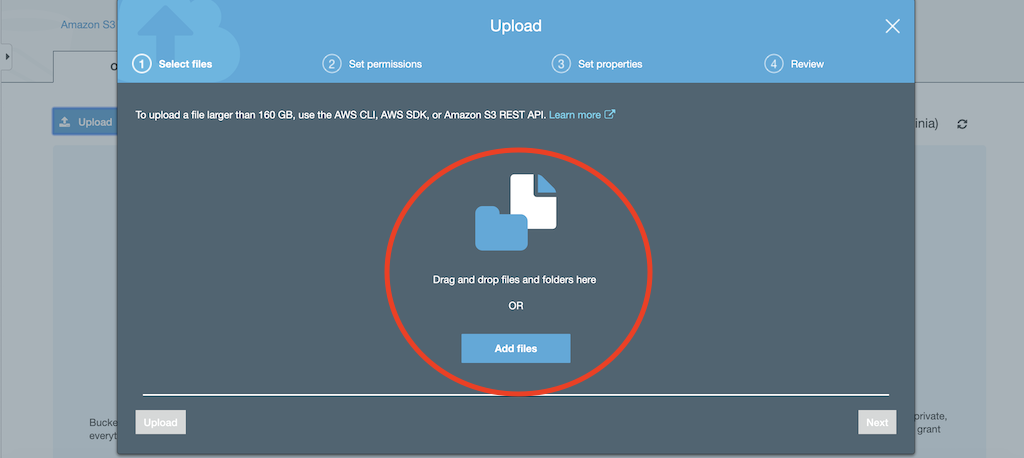 Amazon S3
Upload
1 Select files
2 Set permissions
3 Set properties
4 Review
To upload a file larger than 160 GB, use the AWS CLI, AWS SDK, or Amazon S3 REST API. Learn more
Upload
inia)
Drag and drop files and folders here
OR
Add files
Upload
Next
Bucke
everyt
private,
grant